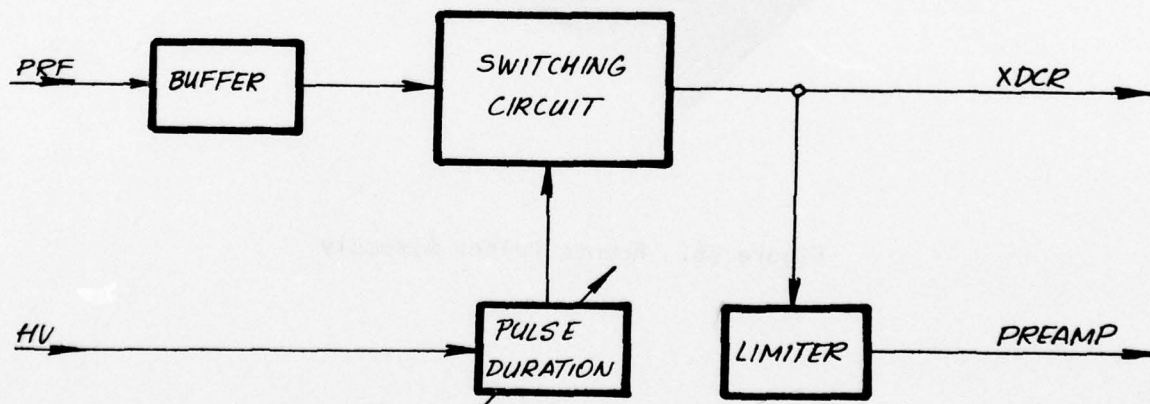 PRF
BUFFER
SWITCHING
CIRCUIT
XDCR
HV
PULSE
DURATION
LIMITER
PREAMP